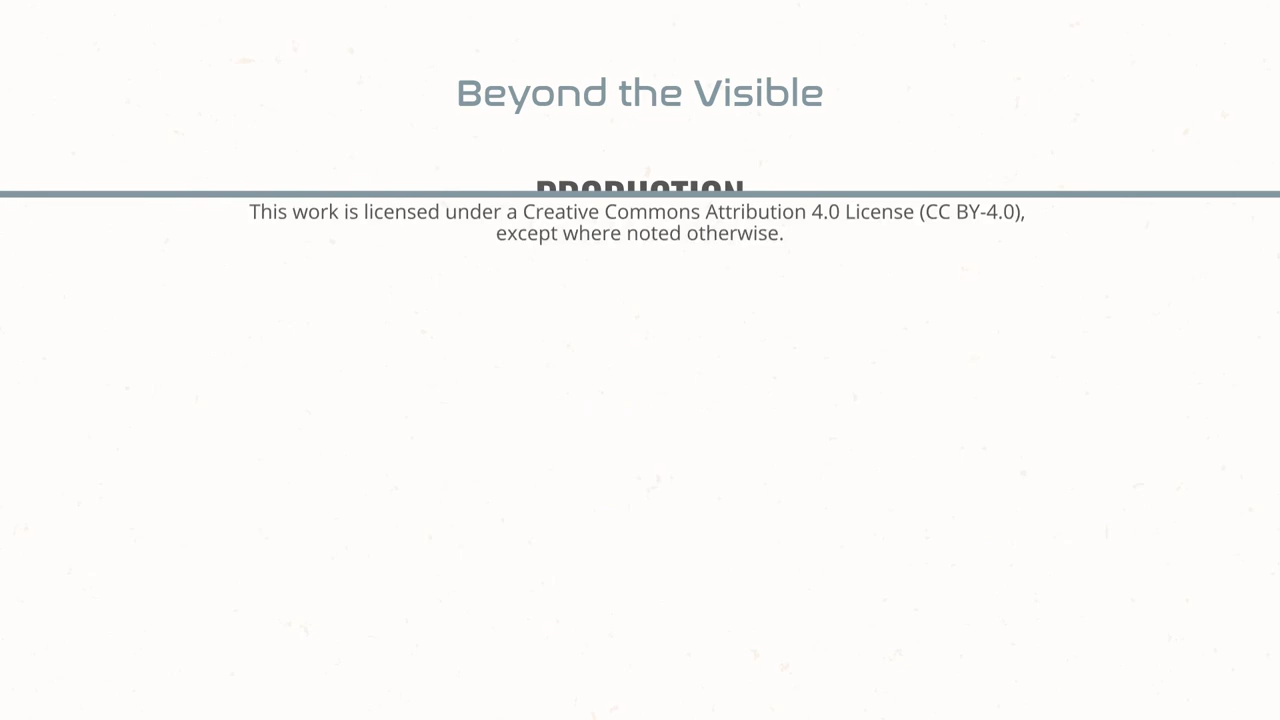 Beyond the Visible
PRODUCTION
This work is licensed under a Creative Commons Attribution 4.0 License (CC BY-4.0),
except where noted otherwise.